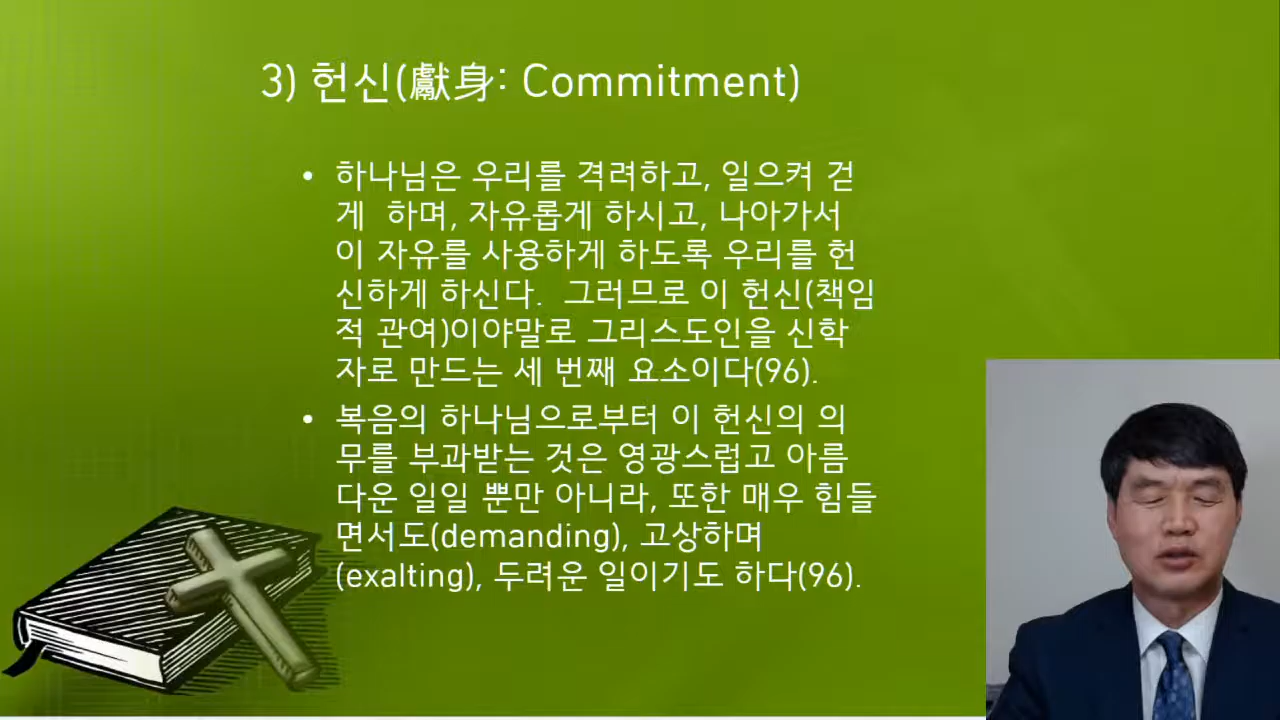 3) 헌신(獻身: Commitment)
• 하나님은 우리를 격려하고, 일으켜 걷
게 하며, 자유롭게 하시고, 나아가서
이 자유를 사용하게 하도록 우리를 헌
신하게 하신다. 그러므로 이 헌신(책임
적 관여)이야말로 그리스도인을 신학
자로 만드는 세 번째 요소이다(96).
• 복음의 하나님으로부터 이 헌신의 의
무를 부과받는 것은 영광스럽고 아름
다운 일일 뿐만 아니라, 또한 매우 힘들
면서도(demanding), 고상하며
(exalting), 두려운 일이기도 하다(96).